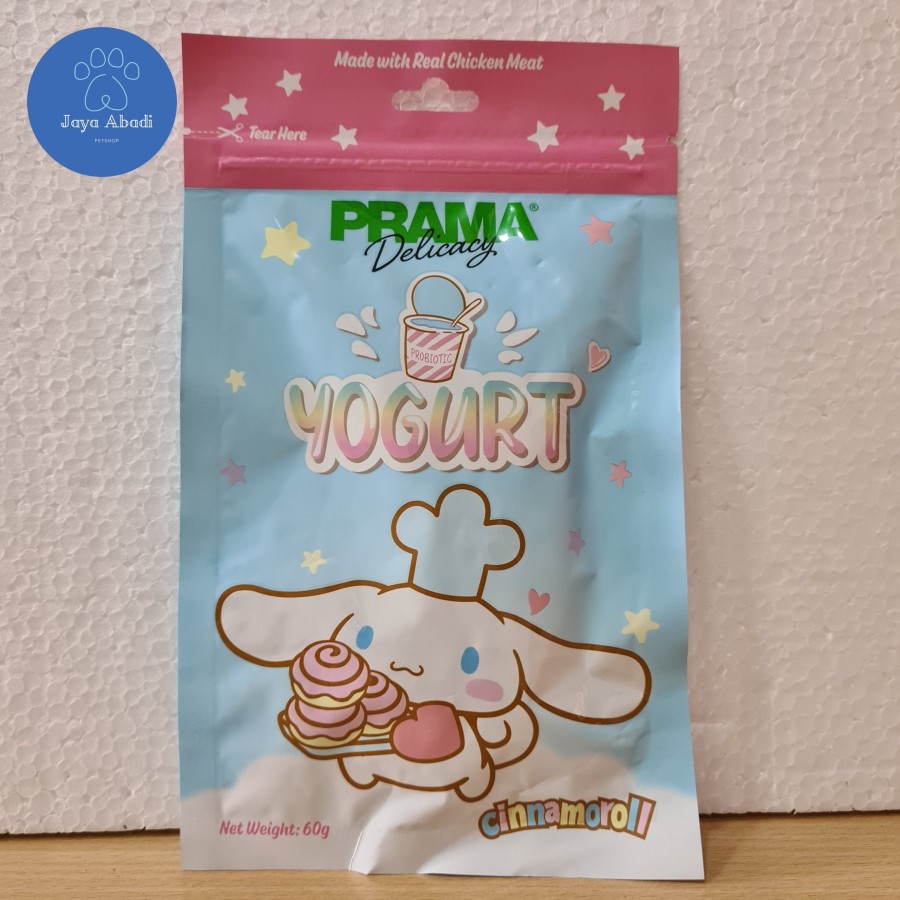 Jaya Abadi
PETSHOP
Made with Real Chicken Meat
Tear Here
PRAMA®
Delicacy
PROBIOTIC
YOGURT
cinnamoroll
Net Weight: 60g